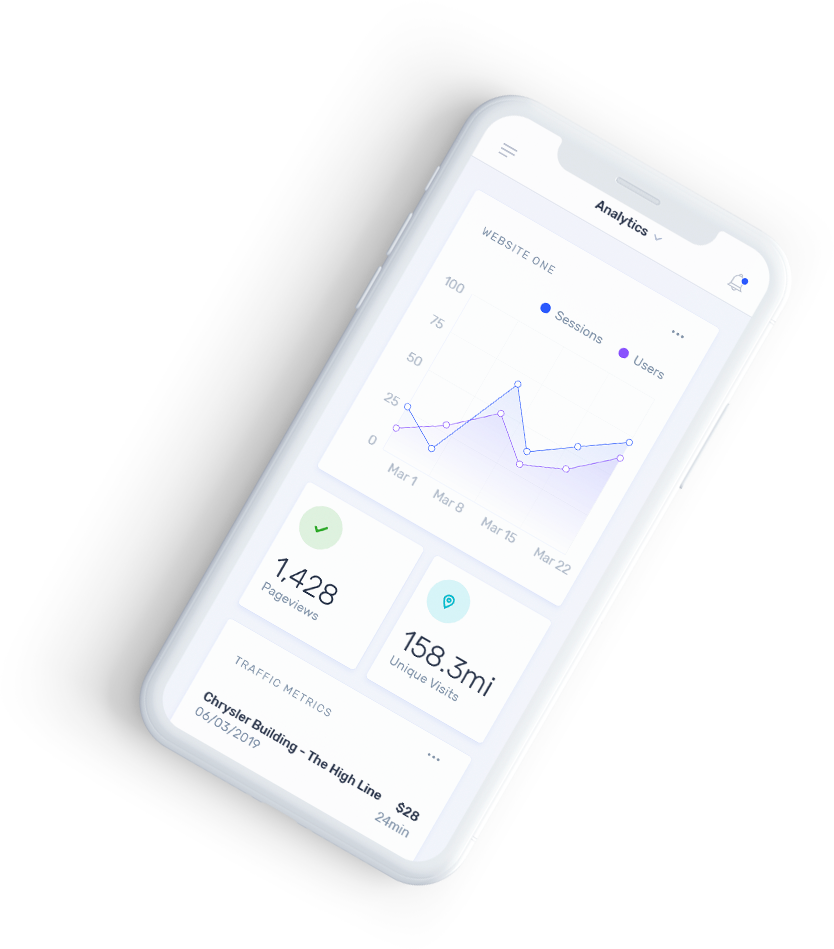 Analytics
WEBSITE ONE
Sessions
Users
100
75
50
25
0
Mar 1
Mar 8
Mar 15
Mar 22
1,428
Pageviews
158.3mi
Unique Visits
TRAFFIC METRICS
Chrysler Building - The High Line
06/03/2019
$28
24min